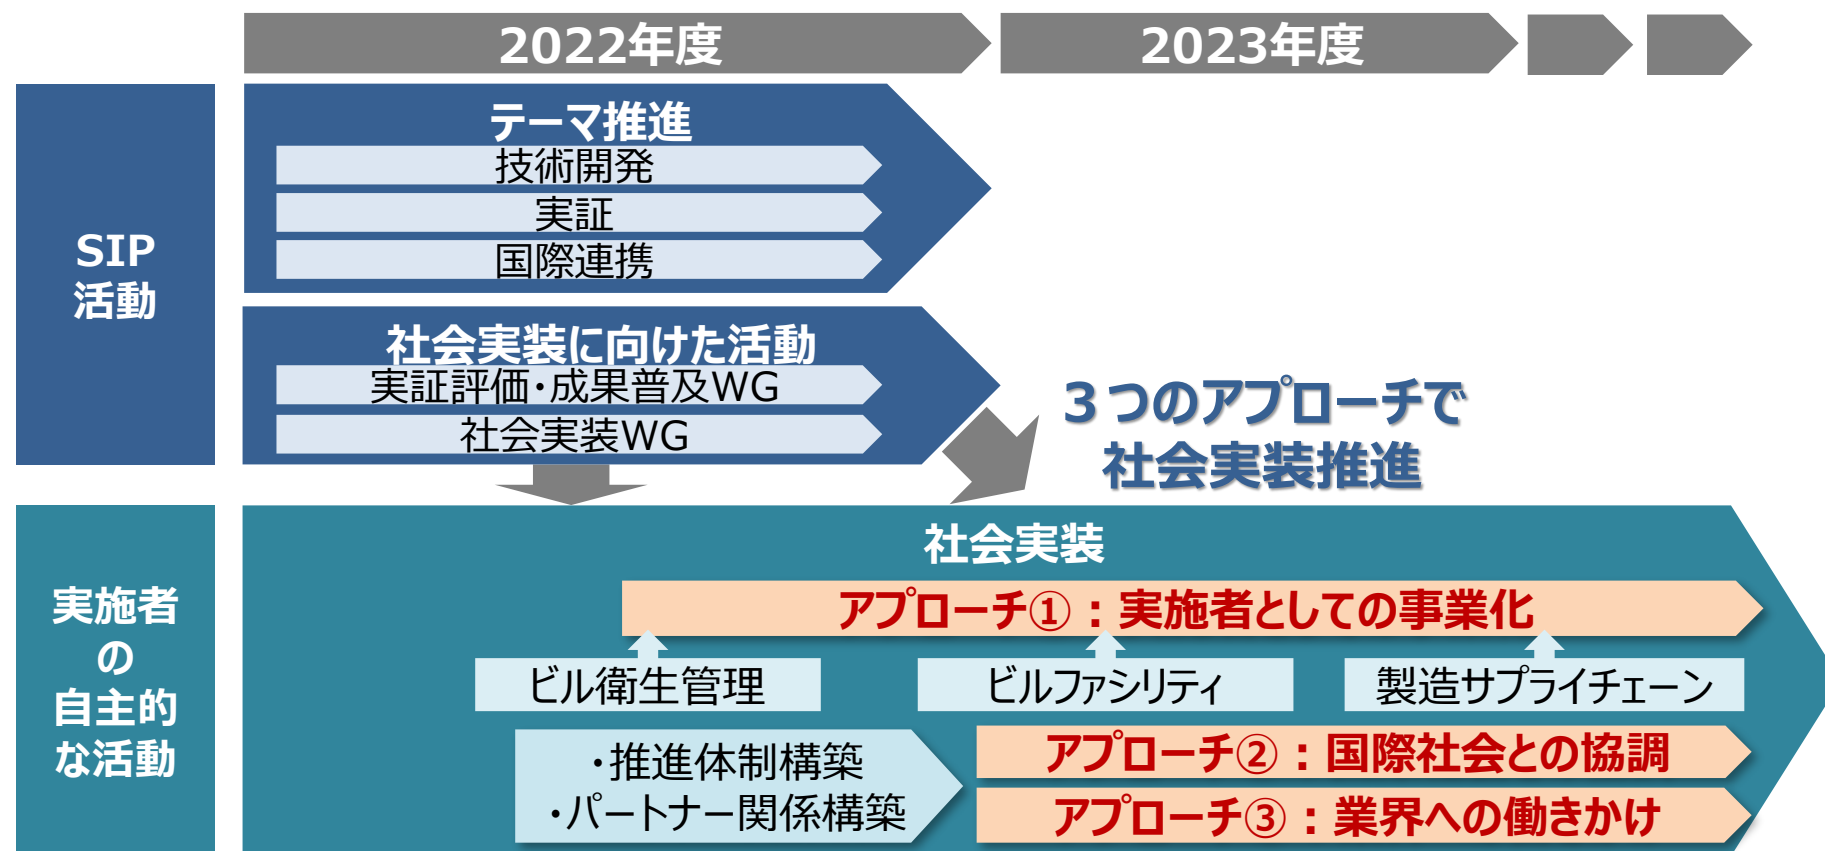 2022年度
2023年度
SIP
活動
テーマ推進
技術開発
実証
国際連携
社会実装に向けた活動
実証評価・成果普及WG
社会実装WG
３つのアプローチで
社会実装推進
実施者
の
自主的
な活動
社会実装
アプローチ①：実施者としての事業化
ビル衛生管理
ビルファシリティ
製造サプライチェーン
・推進体制構築
・パートナー関係構築
アプローチ②：国際社会との協調
アプローチ③：業界への働きかけ